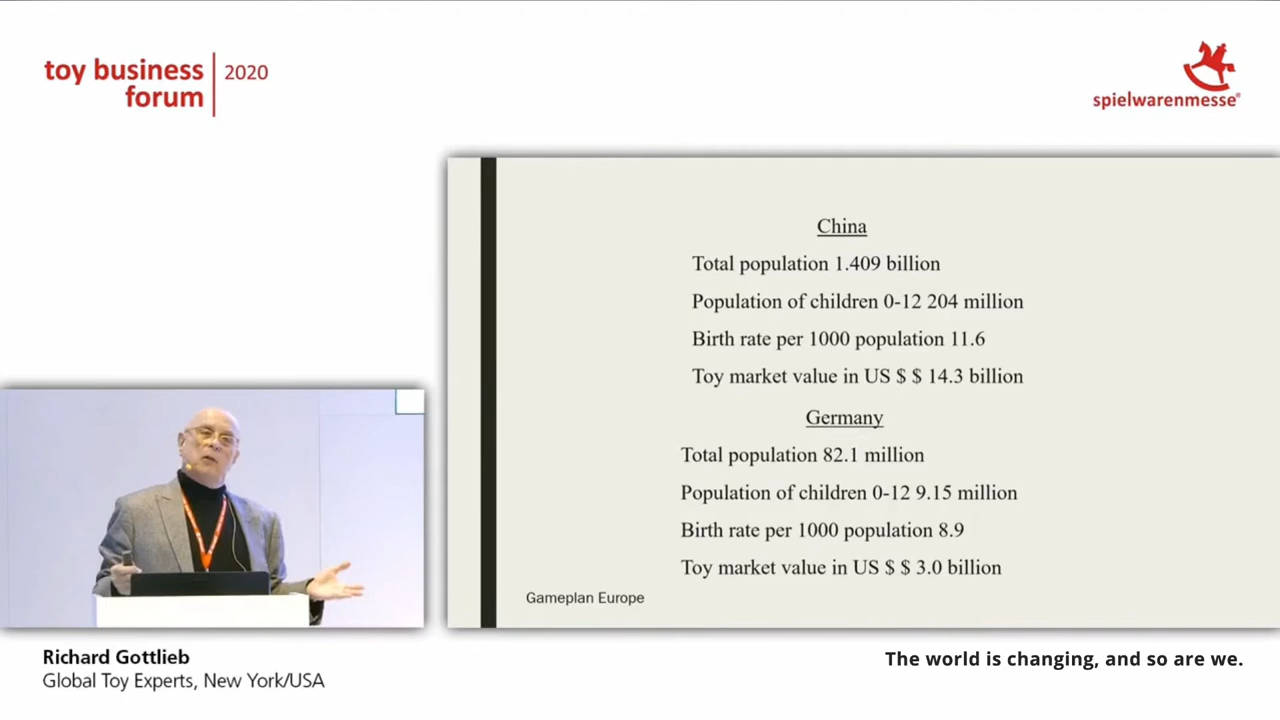 toy business
forum
2020
spielwarenmesse®
China
Total population 1.409 billion
Population of children 0-12 204 million
Birth rate per 1000 population 11.6
Toy market value in US $ $ 14.3 billion
Germany
Total population 82.1 million
Population of children 0-12 9.15 million
Birth rate per 1000 population 8.9
Toy market value in US $ $ 3.0 billion
Gameplan Europe
Richard Gottlieb
Global Toy Experts, New York/USA
The world is changing, and so are we.